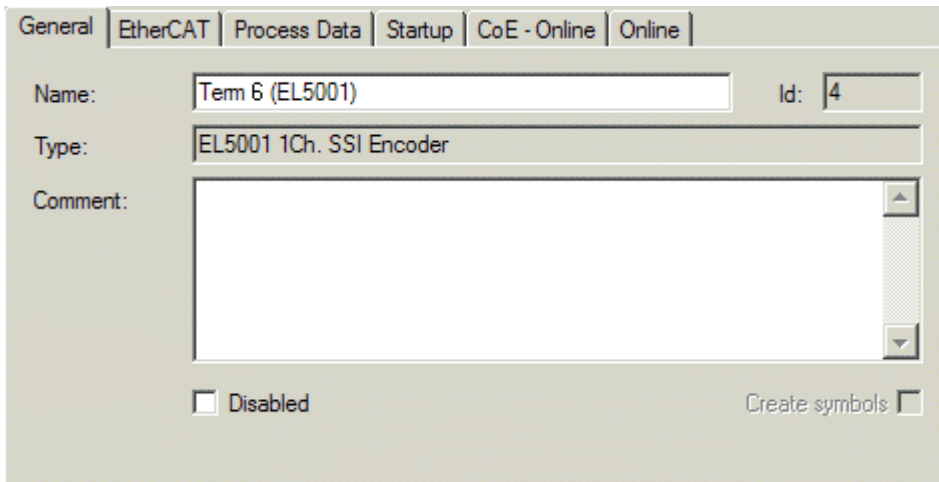 General EtherCAT Process Data Startup CoE - Online Online
Name: Term 6 (EL5001) Id: 4
Type: EL5001 1Ch. SSI Encoder
Comment:
Disabled Create symbols